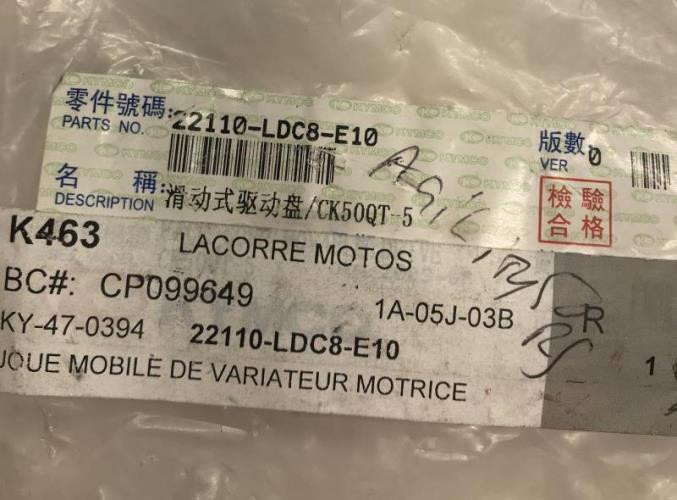 零件號碼:
PARTS NO. 22110-LDC8-E10
版數
VER 0
名 稱:
DESCRIPTION 滑动式驱动盘/CK50QT-5
檢驗
合格
K463 LACORRE MOTOS
BC#: CP099649 1A-05J-03B
KY-47-0394 22110-LDC8-E10
R
JOUE MOBILE DE VARIATEUR MOTRICE
1